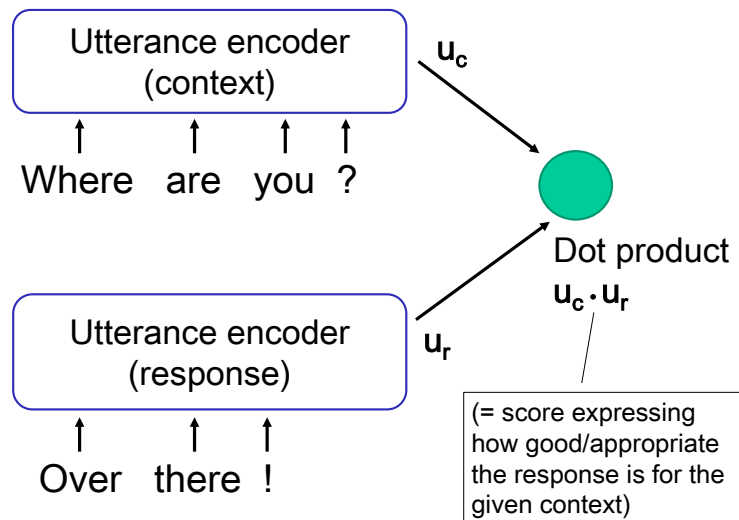 Utterance encoder
(context)
u_c
Where are you ?
Dot product
u_c · u_r
Utterance encoder
(response)
u_r
Over there !
(= score expressing
how good/appropriate
the response is for the
given context)